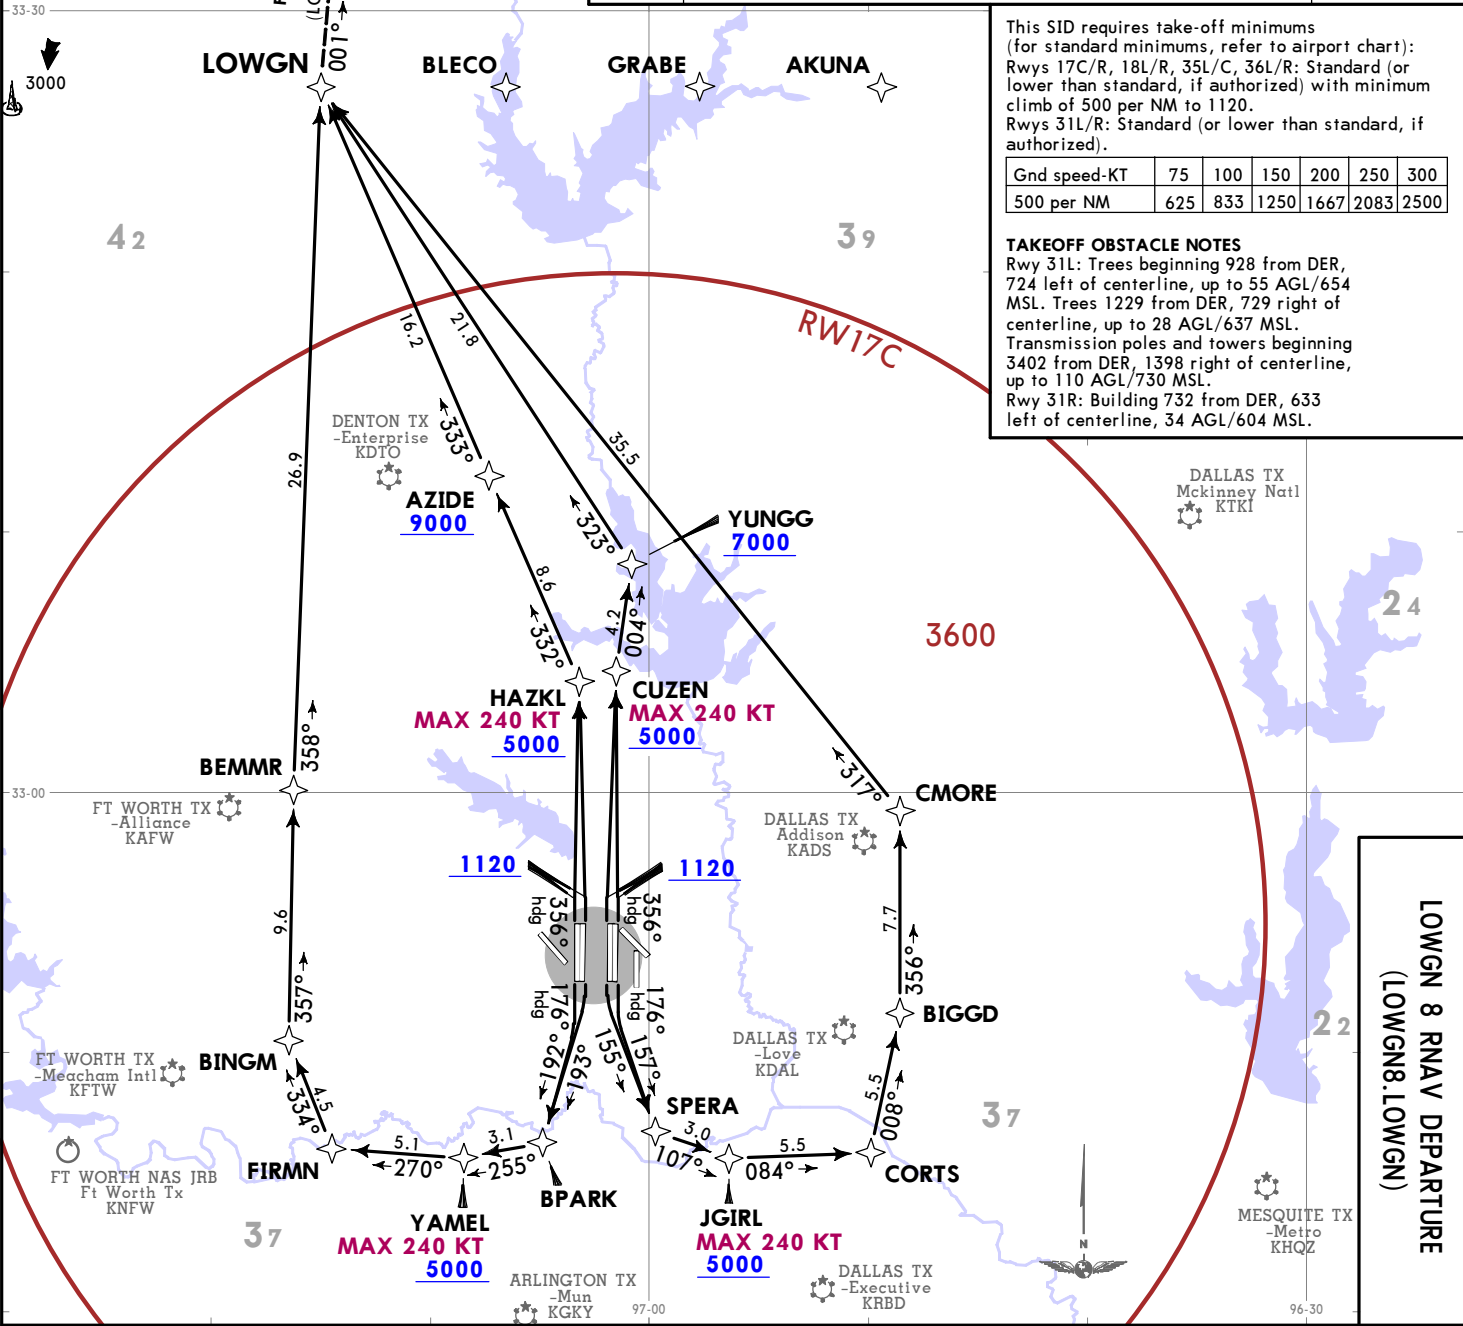 33-30
001°
LOWGN
BLECO
GRABE
AKUNA
3000
This SID requires take-off minimums
(for standard minimums, refer to airport chart):
Rwys 17C/R, 18L/R, 35L/C, 36L/R: Standard (or
lower than standard, if authorized) with minimum
climb of 500 per NM to 1120.
Rwys 31L/R: Standard (or lower than standard, if
authorized).
Gnd speed-KT 75 100 150 200 250 300
500 per NM 625 833 1250 1667 2083 2500
TAKEOFF OBSTACLE NOTES
Rwy 31L: Trees beginning 928 from DER,
724 left of centerline, up to 55 AGL/654
MSL. Trees 1229 from DER, 729 right of
centerline, up to 28 AGL/637 MSL.
Transmission poles and towers beginning
3402 from DER, 1398 right of centerline,
up to 110 AGL/730 MSL.
Rwy 31R: Building 732 from DER, 633
left of centerline, 34 AGL/604 MSL.
42
39
RW17C
16.2
21.8
35.5
26.9
DENTON TX
-Enterprise
KDTO
333°
AZIDE
9000
323°
YUNGG
7000
DALLAS TX
Mckinney Natl
KTKI
8.6
332°
4.2
004°
24
3600
HAZKL
MAX 240 KT
5000
CUZEN
MAX 240 KT
5000
358°
BEMMR
33-00
FT WORTH TX
-Alliance
KAFW
317°
CMORE
DALLAS TX
Addison
KADS
1120
1120
hdg
356°
hdg
356°
9.6
7.7
357°
356°
hdg
176°
hdg
176°
192°
193°
155°
157°
BIGGD
22
DALLAS TX
-Love
KDAL
BINGM
FT WORTH TX
-Meacham Intl
KFTW
334°
4.5
5.5
008°
37
SPERA
3.0
107°
5.1
270°
3.1
255°
5.5
084°
FIRMN
CORTS
BPARK
FT WORTH NAS JRB
Ft Worth Tx
KNFW
37
YAMEL
MAX 240 KT
5000
JGIRL
MAX 240 KT
5000
N
MESQUITE TX
-Metro
KHQZ
ARLINGTON TX
-Mun
KGKY
DALLAS TX
-Executive
KRBD
97-00
96-30
LOWGN 8 RNAV DEPARTURE
(LOWGN8.LOWGN)